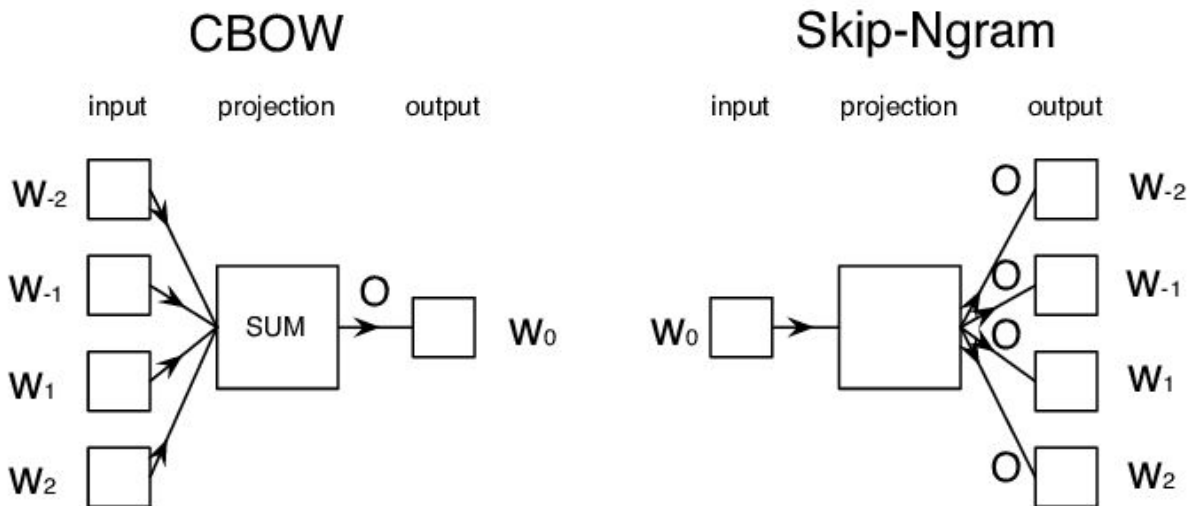 CBOW
input projection output
w-2
w-1
w1
w2
SUM
O
w0
Skip-Ngram
input projection output
w0
O
O
O
O
w-2
w-1
w1
w2